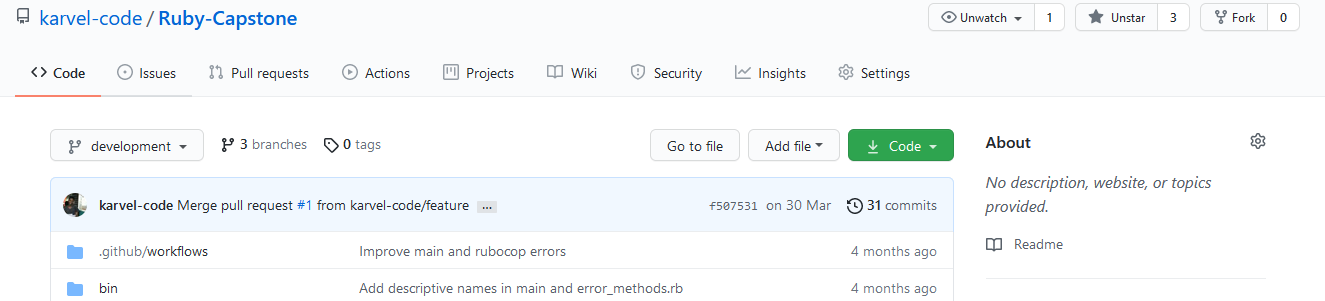 karvel-code / Ruby-Capstone
Unwatch 1 Unstar 3 Fork 0
Code Issues Pull requests Actions Projects Wiki Security Insights Settings
development 3 branches 0 tags Go to file Add file Code
About
No description, website, or topics
provided.
Readme
karvel-code Merge pull request #1 from karvel-code/feature ... f507531 on 30 Mar 31 commits
.github/workflows Improve main and rubocop errors 4 months ago
bin Add descriptive names in main and error_methods.rb 4 months ago